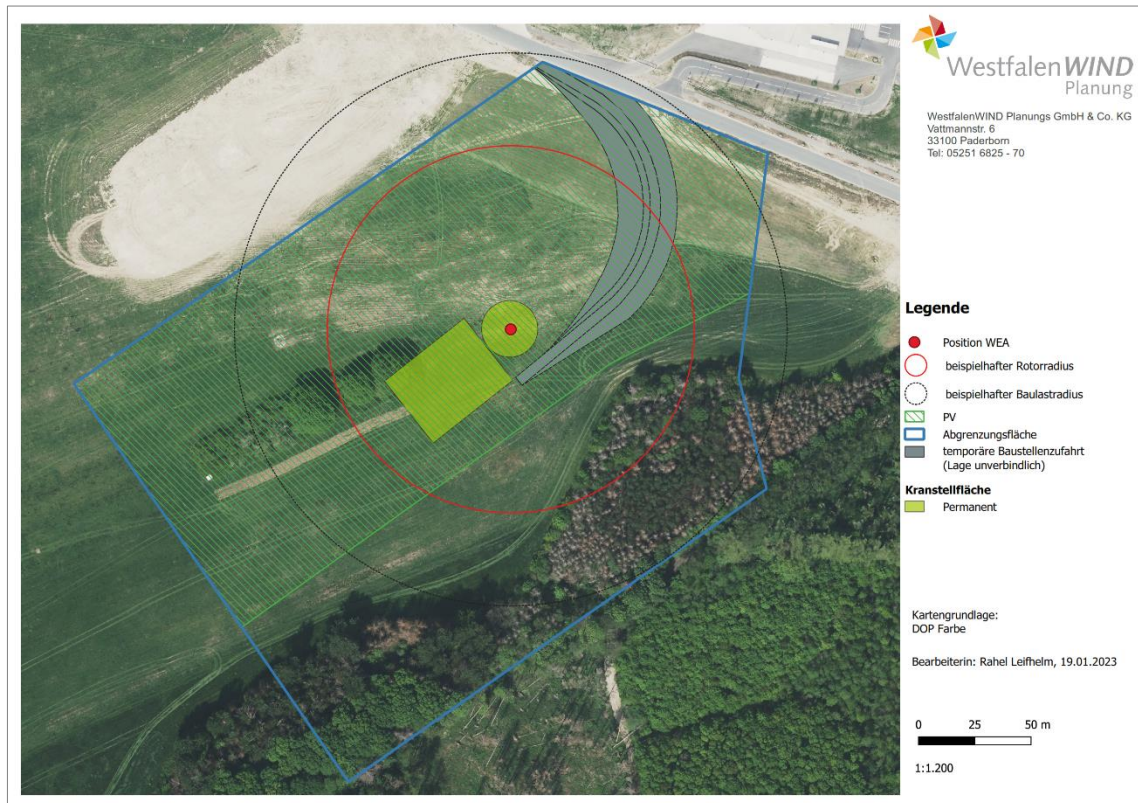 WestfalenWIND
Planung
WestfalenWIND Planungs GmbH & Co. KG
Vattmannstr. 6
33100 Paderborn
Tel: 05251 6825 - 70
Legende
Position WEA
beispielhafter Rotorradius
beispielhafter Baulastradius
PV
Abgrenzungsfläche
temporäre Baustellenzufahrt
(Lage unverbindlich)
Kranstellfläche
Permanent
Kartengrundlage:
DOP Farbe
Bearbeiterin: Rahel Leifhelm, 19.01.2023
0 25 50 m
1:1.200